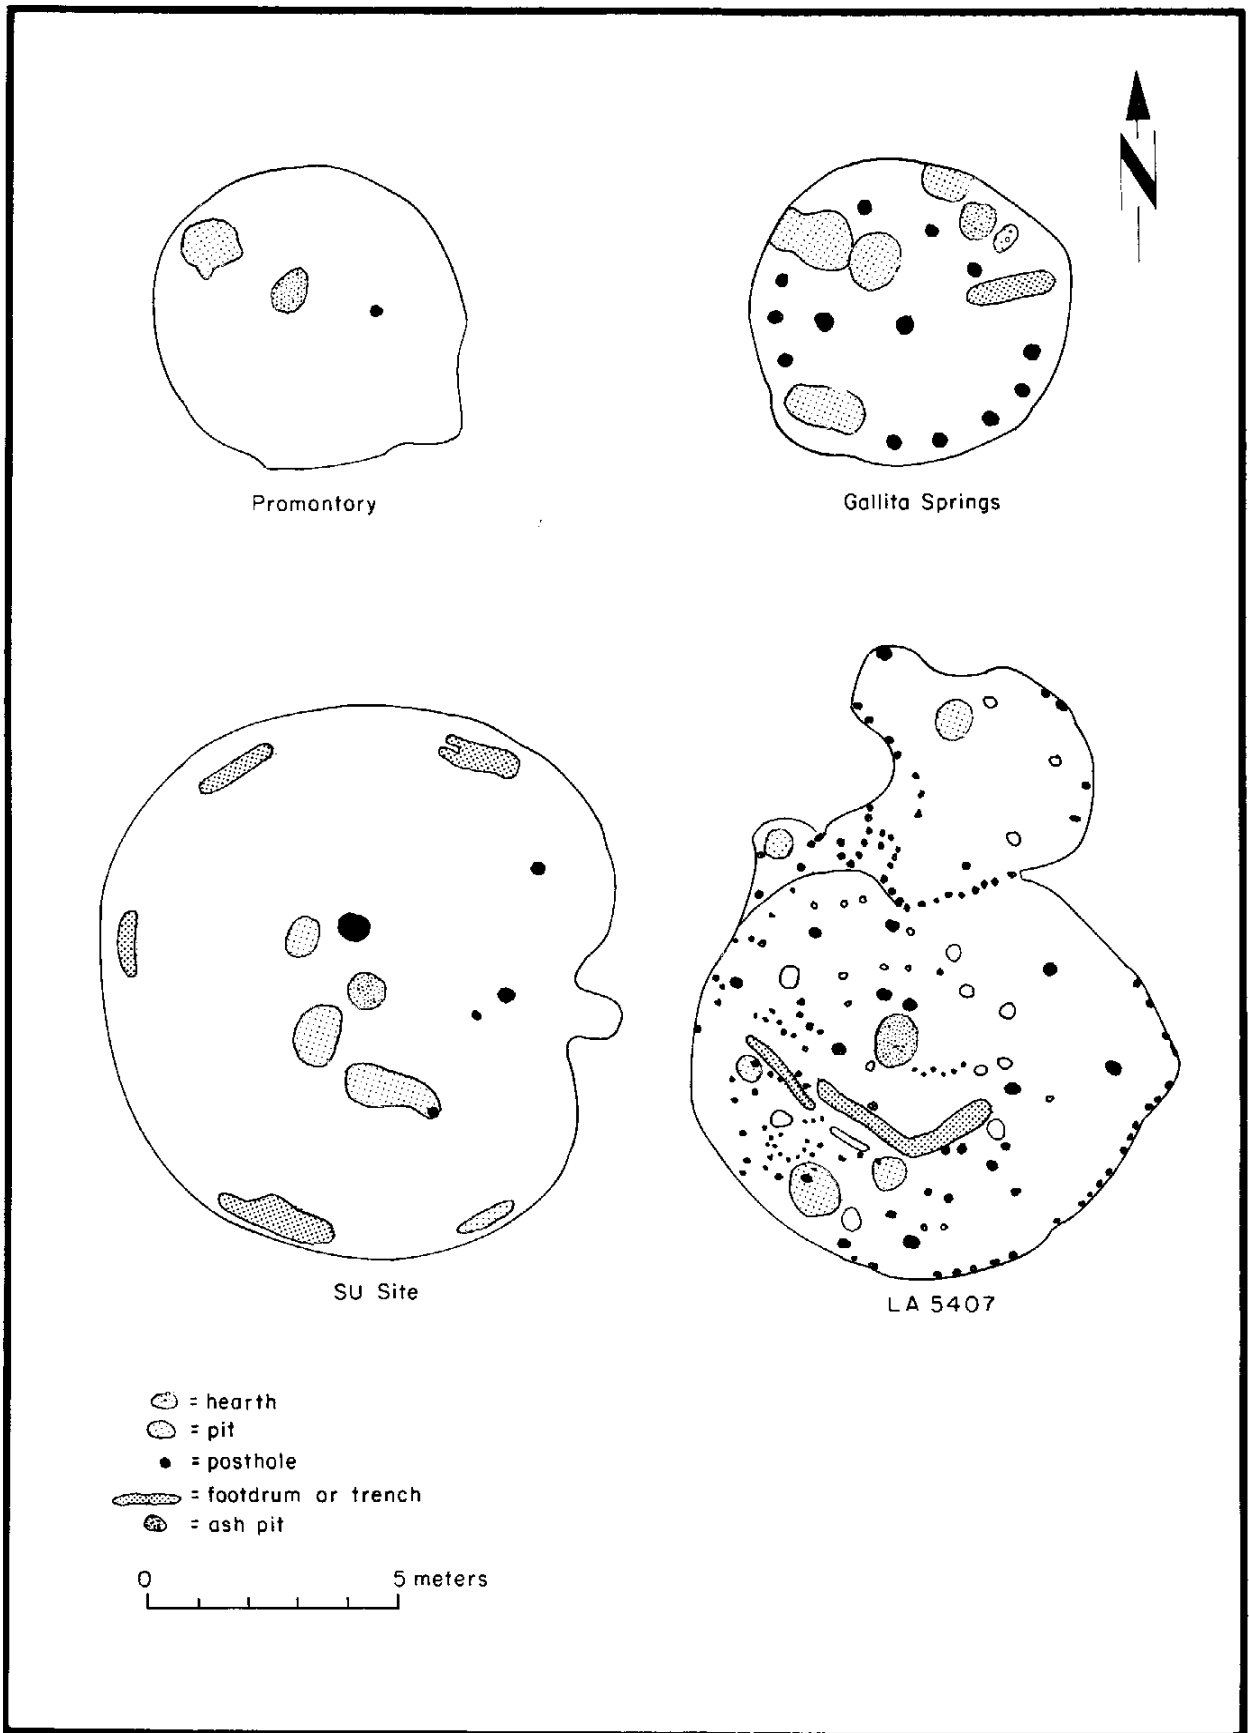 N
Promontory
Gallita Springs
SU Site
LA 5407
= hearth
= pit
= posthole
= footdrum or trench
= ash pit
0 5 meters